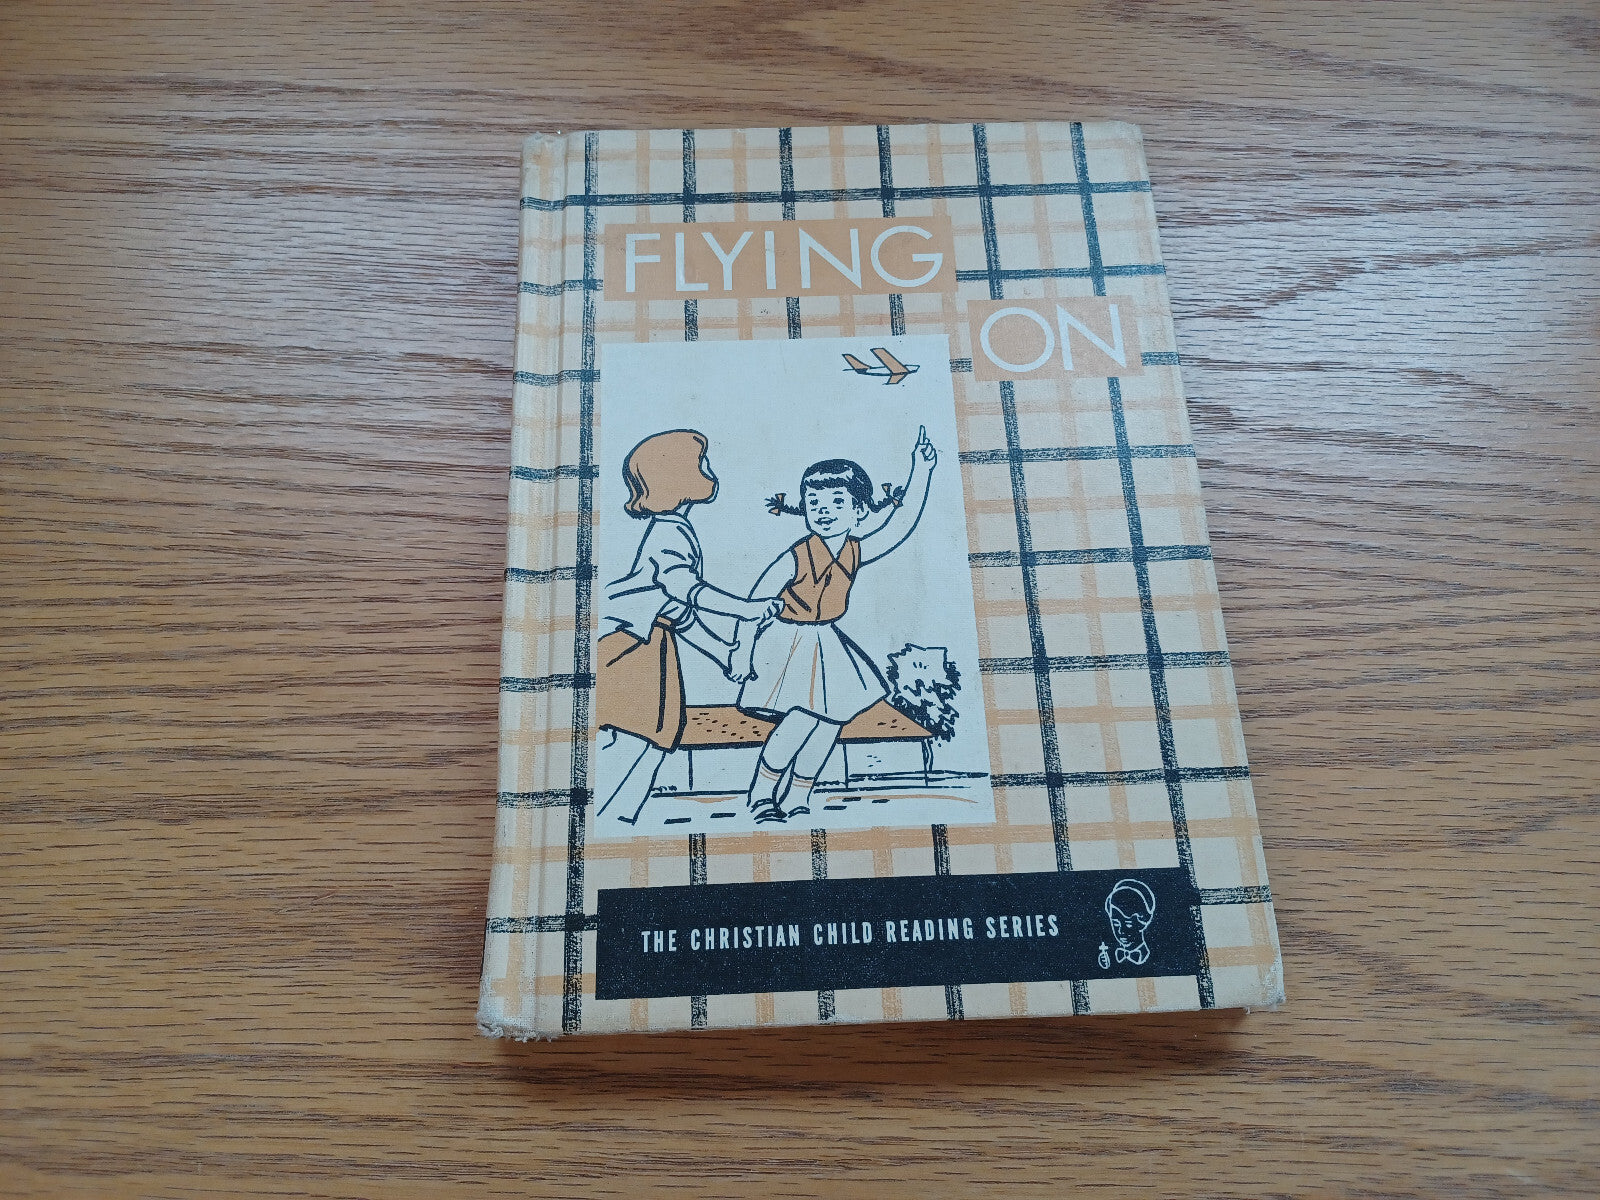 FLYING
ON
THE CHRISTIAN CHILD READING SERIES